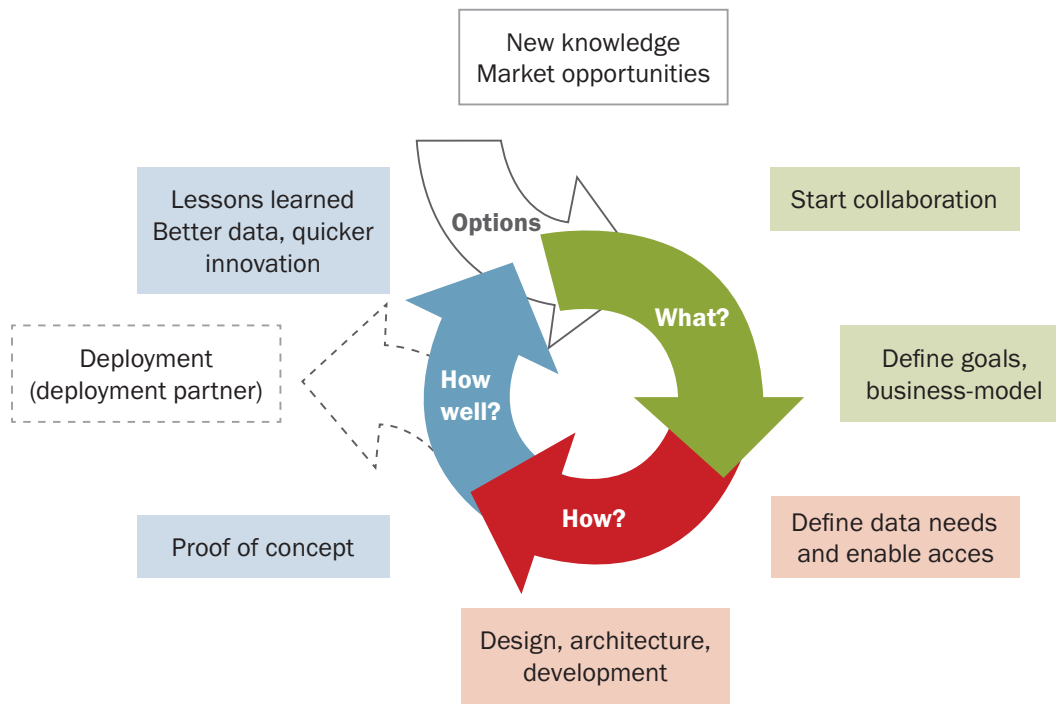 New knowledge
Market opportunities
Options
Start collaboration
What?
Define goals,
business-model
Define data needs
and enable acces
How?
Design, architecture,
development
Proof of concept
How
well?
Deployment
(deployment partner)
Lessons learned
Better data, quicker
innovation